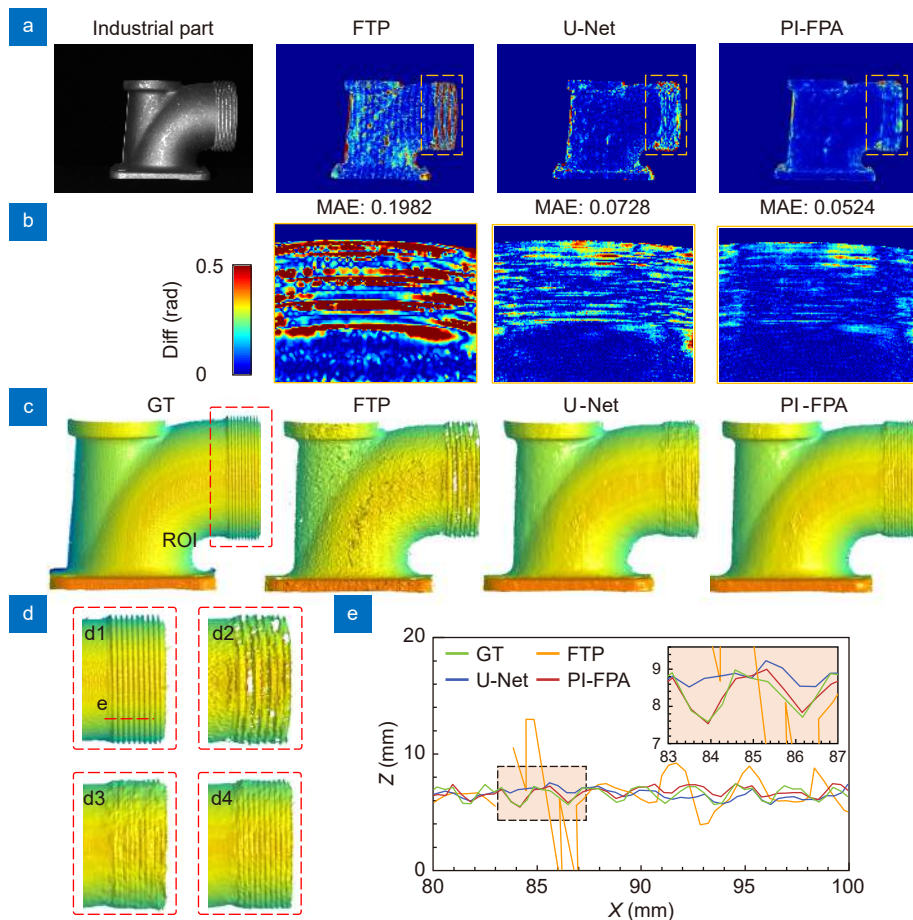 a
Industrial part FTP U-Net PI-FPA
MAE: 0.1982 MAE: 0.0728 MAE: 0.0524
b
0.5
Diff (rad)
0
c
GT FTP U-Net PI-FPA
ROI
d
d1 d2
e
d3 d4
e
20
GT FTP
U-Net PI-FPA
9
8
7
83 84 85 86 87
Z (mm)
10
0
80 85 90 95 100
X (mm)